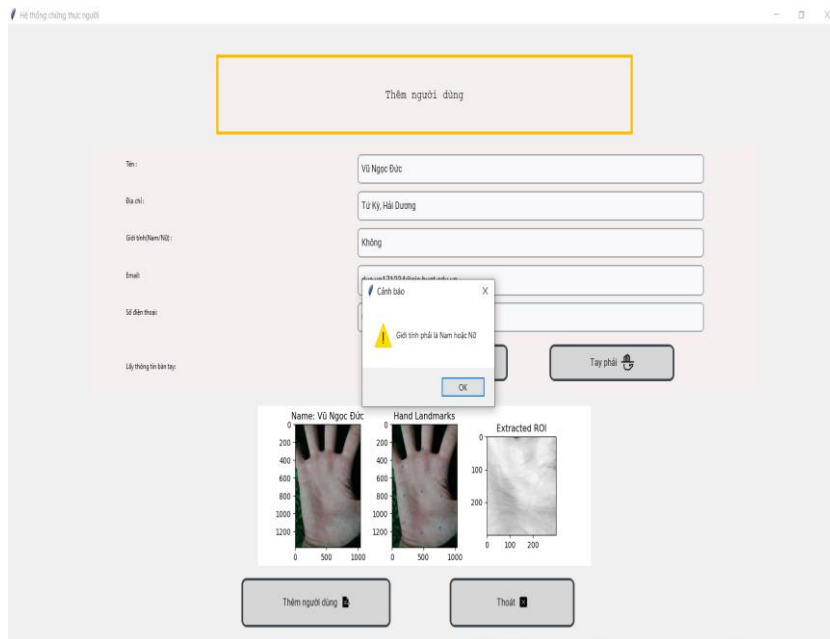 Hệ thống chứng thực người
Thêm người dùng
Tên :
Vũ Ngọc Đức
Địa chỉ :
Tứ Kỳ, Hải Dương
Giới tính(Nam/Nữ) :
Không
Email:
Số điện thoại:
Cảnh báo
X
Giới tính phải là Nam hoặc Nữ
OK
Lấy thông tin bàn tay:
Tay phải
Name: Vũ Ngọc Đức
Hand Landmarks
Extracted ROI
0
200
400
600
800
1000
1200
0 500 1000
0
200
400
600
800
1000
1200
0 500 1000
0
100
200
0 100 200
Thêm người dùng
Thoát